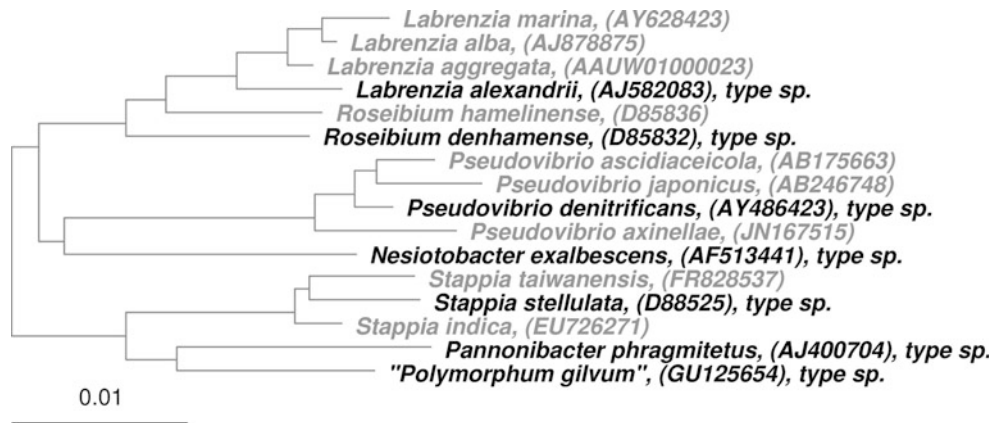 Labrenzia marina, (AY628423)
Labrenzia alba, (AJ878875)
Labrenzia aggregata, (AAUW01000023)
Labrenzia alexandrii, (AJ582083), type sp.
Roseibium hamelinense, (D85836)
Roseibium denhamense, (D85832), type sp.
Pseudovibrio ascidiaceicola, (AB175663)
Pseudovibrio japonicus, (AB246748)
Pseudovibrio denitrificans, (AY486423), type sp.
Pseudovibrio axinellae, (JN167515)
Nesiotobacter exalbescens, (AF513441), type sp.
Stappia taiwanensis, (FR828537)
Stappia stellulata, (D88525), type sp.
Stappia indica, (EU726271)
Pannonibacter phragmitetus, (AJ400704), type sp.
"Polymorphum gilvum", (GU125654), type sp.
0.01